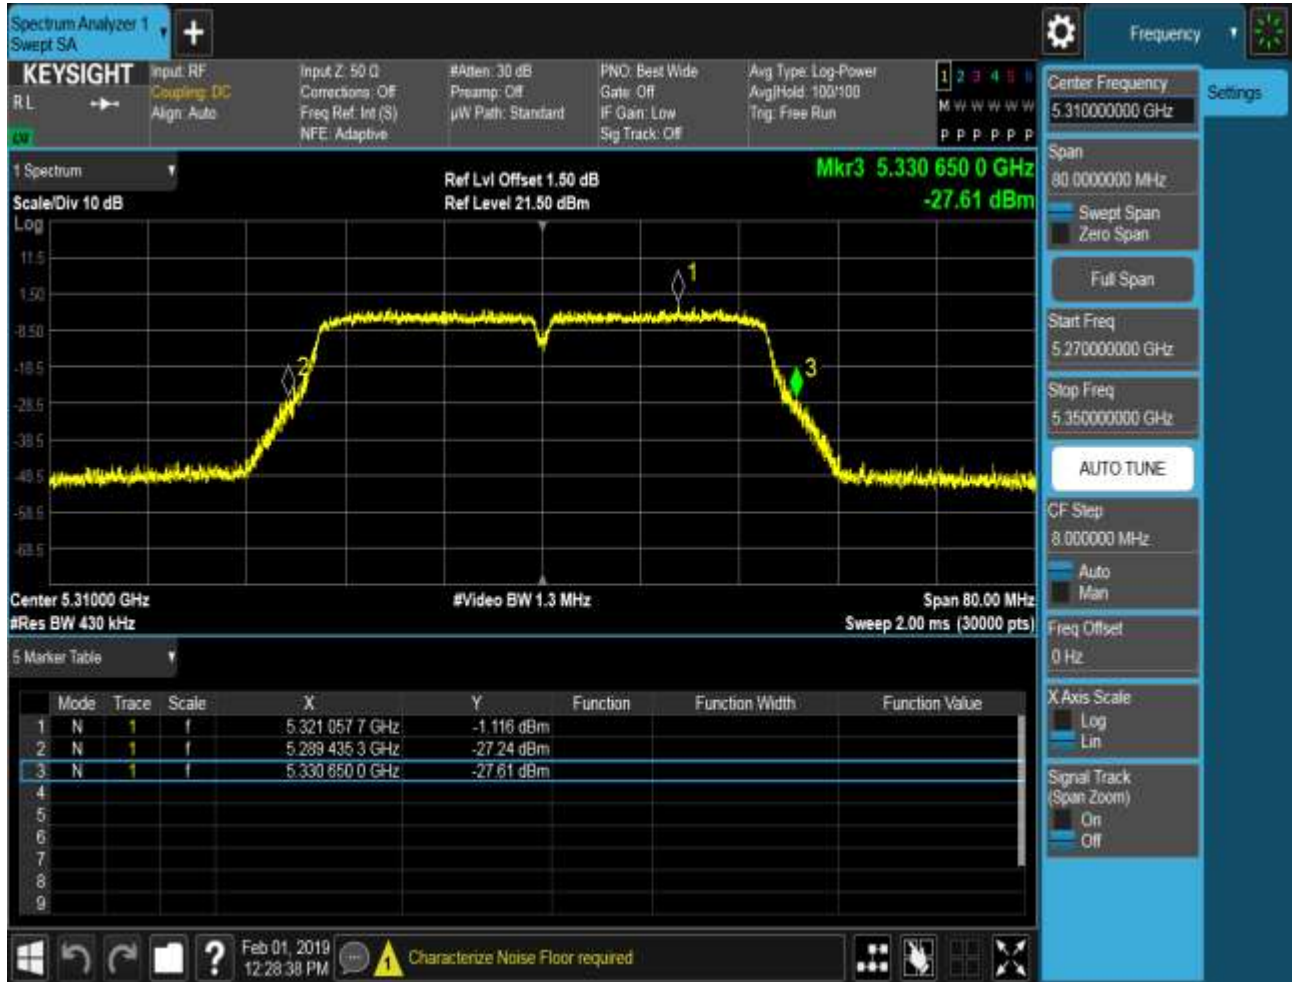 Spectrum Analyzer 1
Swept SA
+
Frequency
KEYSIGHT
RL
Input: RF
Coupling: DC
Align: Auto
Input Z: 50 Ω
Corrections: Off
Freq Ref: Int (S)
NFE: Adaptive
#Atten: 30 dB
Preamp: Off
µW Path: Standard
PNO: Best Wide
Gate: Off
IF Gain: Low
Sig Track: Off
Avg Type: Log-Power
Avg|Hold: 100/100
Trig: Free Run
1 2 3 4 5 6
M W W W W W
P P P P P P
1 Spectrum
Scale/Div 10 dB
Ref Lvl Offset 1.50 dB
Ref Level 21.50 dBm
Mkr3 5.330 650 0 GHz
-27.61 dBm
Log
11.5
1.50
-8.50
-18.5
-28.5
-38.5
-48.5
-58.5
-68.5
1
2
3
Center 5.31000 GHz
#Video BW 1.3 MHz
Span 80.00 MHz
#Res BW 430 kHz
Sweep 2.00 ms (30000 pts)
5 Marker Table
Mode Trace Scale X Y Function Function Width Function Value
1 N 1 f 5.321 057 7 GHz -1.116 dBm
2 N 1 f 5.289 435 3 GHz -27.24 dBm
3 N 1 f 5.330 650 0 GHz -27.61 dBm
4
5
6
7
8
9
Feb 01, 2019
12:28:38 PM
?
1
Characterize Noise Floor required
Center Frequency
5.310000000 GHz
Settings
Span
80.0000000 MHz
Swept Span
Zero Span
Full Span
Start Freq
5.270000000 GHz
Stop Freq
5.350000000 GHz
AUTO TUNE
CF Step
8.000000 MHz
Auto
Man
Freq Offset
0 Hz
X Axis Scale
Log
Lin
Signal Track
(Span Zoom)
On
Off